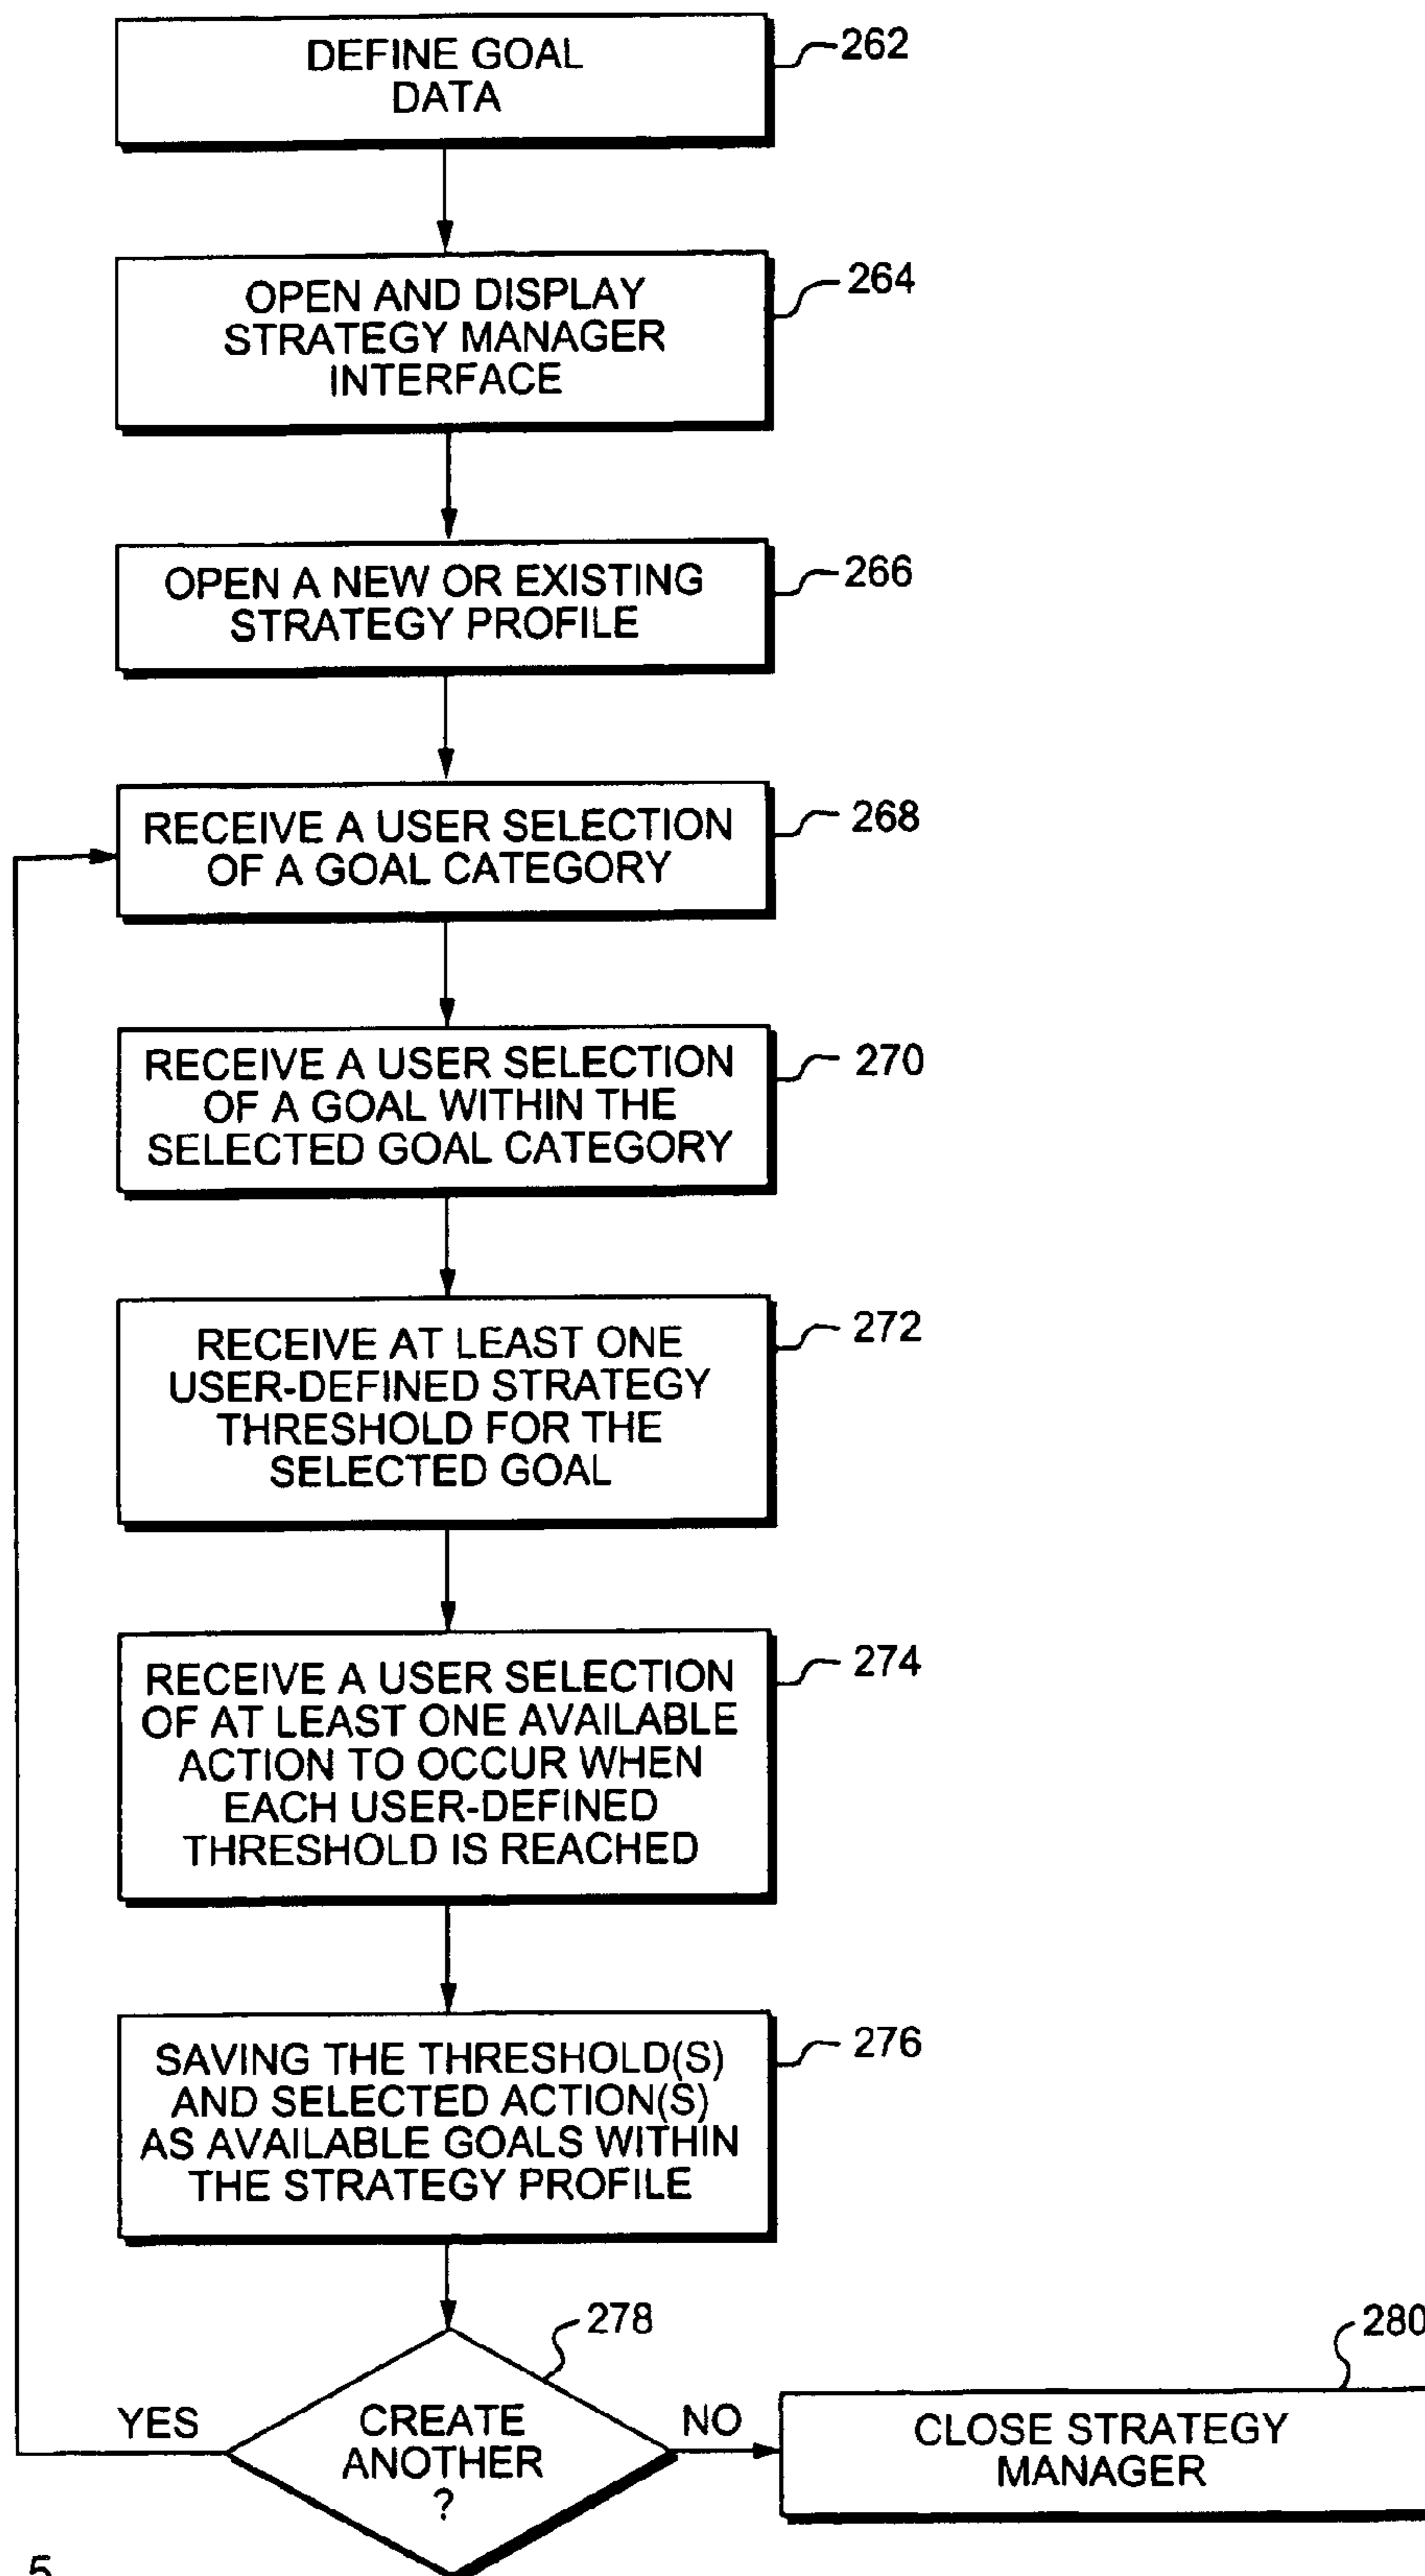 DEFINE GOAL
DATA
262
OPEN AND DISPLAY
STRATEGY MANAGER
INTERFACE
264
OPEN A NEW OR EXISTING
STRATEGY PROFILE
266
RECEIVE A USER SELECTION
OF A GOAL CATEGORY
268
RECEIVE A USER SELECTION
OF A GOAL WITHIN THE
SELECTED GOAL CATEGORY
270
RECEIVE AT LEAST ONE
USER-DEFINED STRATEGY
THRESHOLD FOR THE
SELECTED GOAL
272
RECEIVE A USER SELECTION
OF AT LEAST ONE AVAILABLE
ACTION TO OCCUR WHEN
EACH USER-DEFINED
THRESHOLD IS REACHED
274
SAVING THE THRESHOLD(S)
AND SELECTED ACTION(S)
AS AVAILABLE GOALS WITHIN
THE STRATEGY PROFILE
276
278
YES
CREATE
ANOTHER
?
NO
280
CLOSE STRATEGY
MANAGER
5